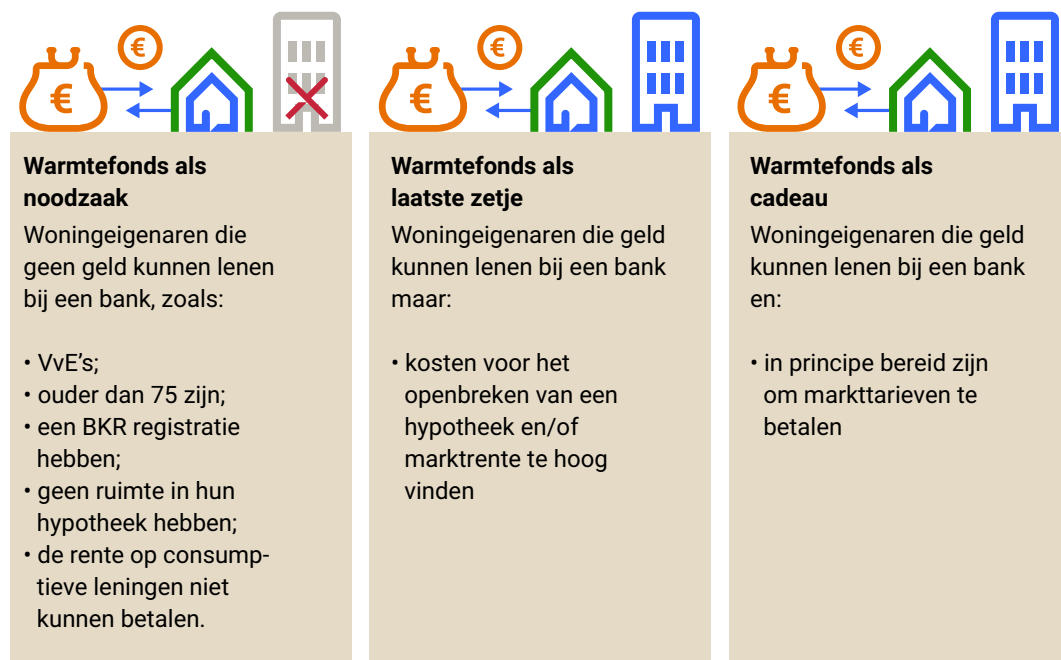 € €
€ €
€ €
Warmtefonds als
noodzaak
Woningeigenaren die
geen geld kunnen lenen
bij een bank, zoals:
• VvE’s;
• ouder dan 75 zijn;
• een BKR registratie
hebben;
• geen ruimte in hun
hypotheek hebben;
• de rente op consump-
tieve leningen niet
kunnen betalen.
Warmtefonds als
laatste zetje
Woningeigenaren die geld
kunnen lenen bij een bank
maar:
• kosten voor het
openbreken van een
hypotheek en/of
marktrente te hoog
vinden
Warmtefonds als
cadeau
Woningeigenaren die geld
kunnen lenen bij een bank
en:
• in principe bereid zijn
om markttarieven te
betalen